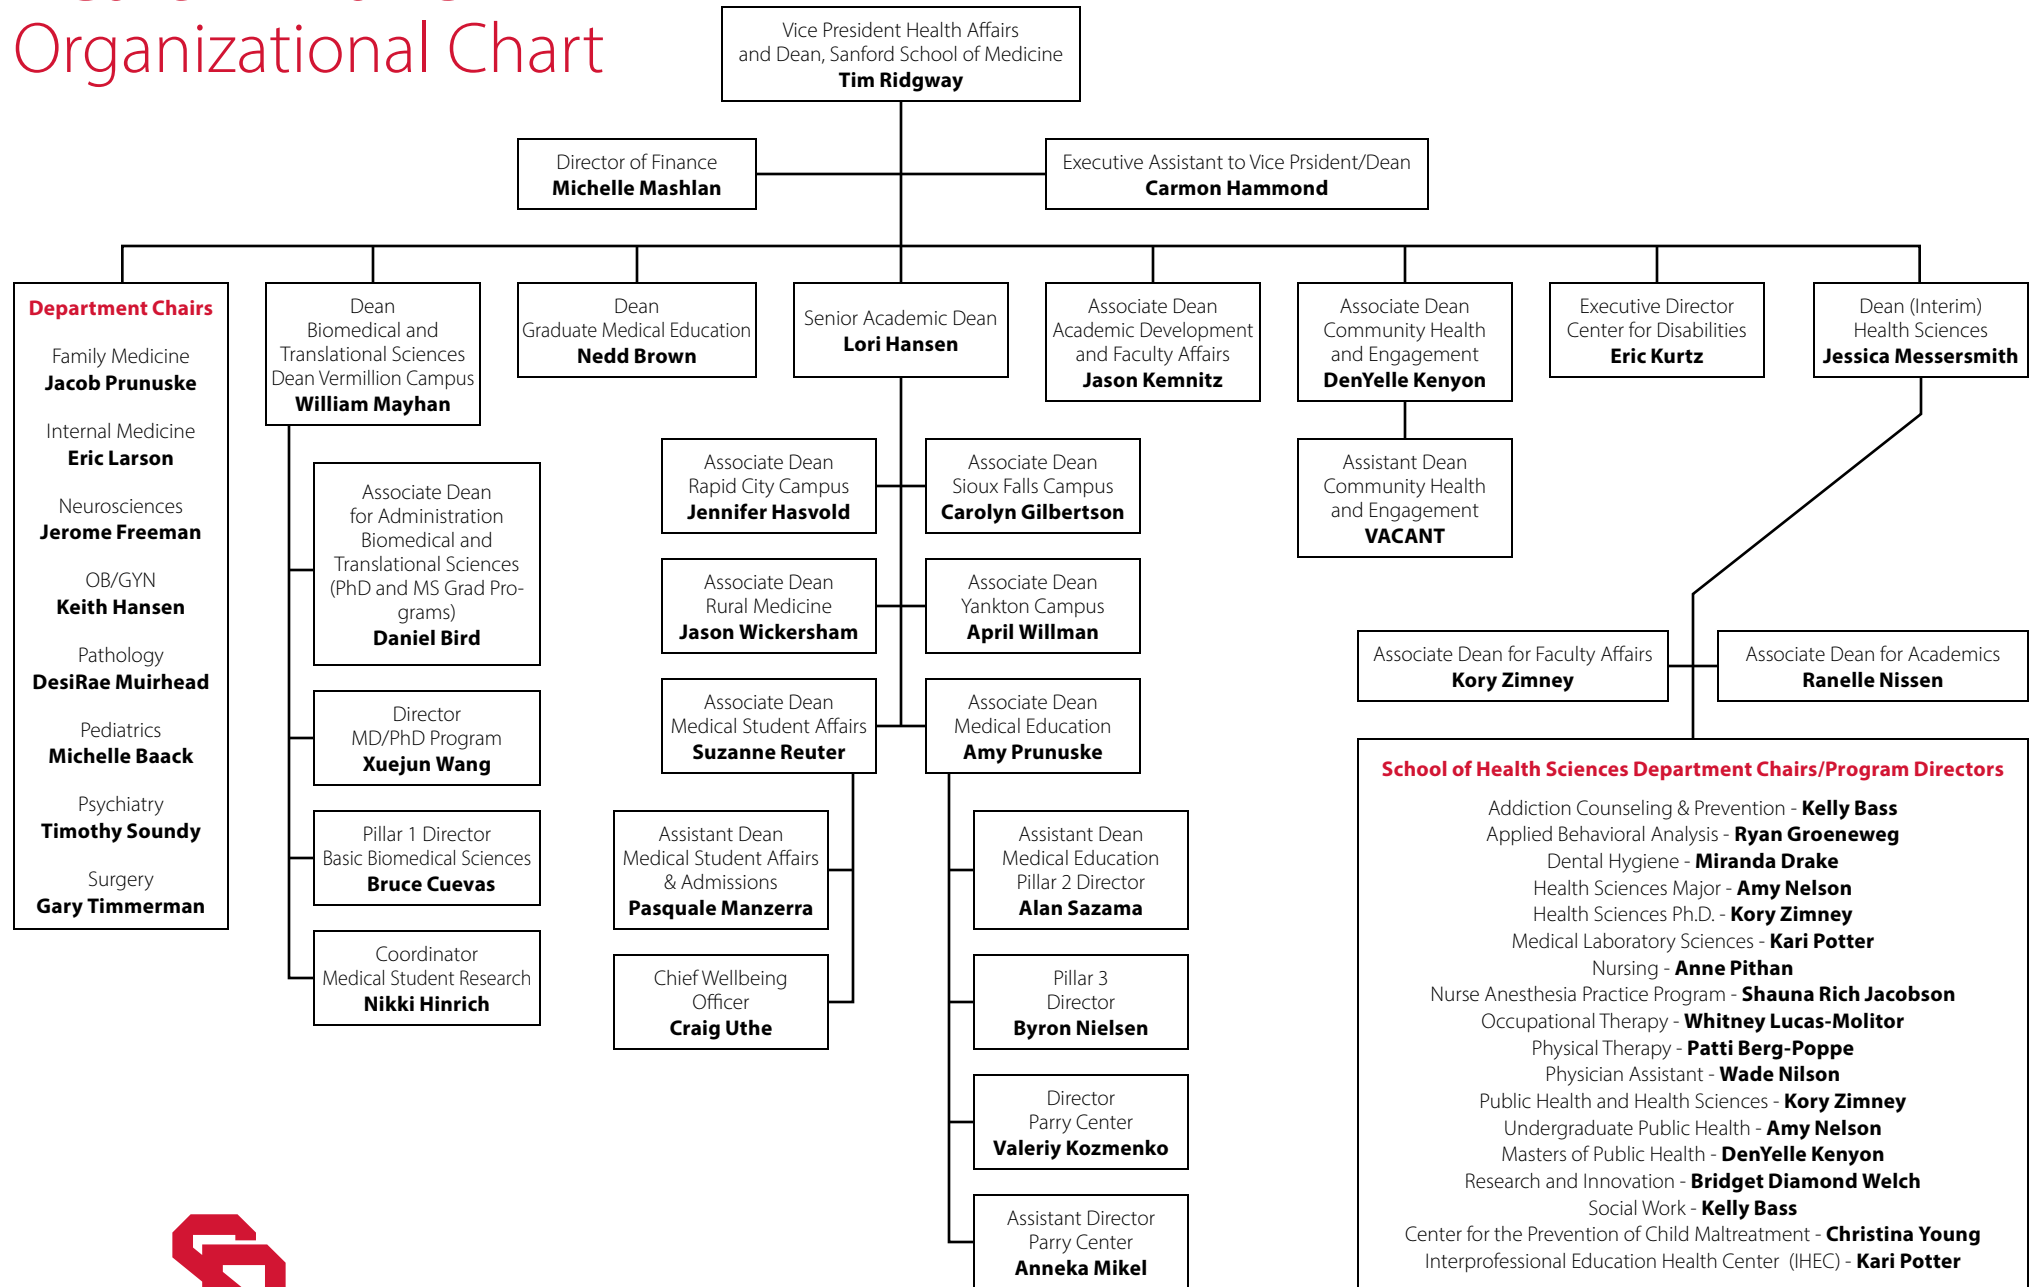 Organizational Chart
Vice President Health Affairs
and Dean, Sanford School of Medicine
Tim Ridgway
Director of Finance
Michelle Mashlan
Executive Assistant to Vice Prsident/Dean
Carmon Hammond
Department Chairs
Family Medicine
Jacob Prunuske
Internal Medicine
Eric Larson
Neurosciences
Jerome Freeman
OB/GYN
Keith Hansen
Pathology
DesiRae Muirhead
Pediatrics
Michelle Baack
Psychiatry
Timothy Soundy
Surgery
Gary Timmerman
Dean
Biomedical and
Translational Sciences
Dean Vermillion Campus
William Mayhan
Associate Dean
for Administration
Biomedical and
Translational Sciences
(PhD and MS Grad Pro-
grams)
Daniel Bird
Director
MD/PhD Program
Xuejun Wang
Pillar 1 Director
Basic Biomedical Sciences
Bruce Cuevas
Coordinator
Medical Student Research
Nikki Hinrich
Dean
Graduate Medical Education
Nedd Brown
Senior Academic Dean
Lori Hansen
Associate Dean
Rapid City Campus
Jennifer Hasvold
Associate Dean
Sioux Falls Campus
Carolyn Gilbertson
Associate Dean
Rural Medicine
Jason Wickersham
Associate Dean
Yankton Campus
April Willman
Associate Dean
Medical Student Affairs
Suzanne Reuter
Associate Dean
Medical Education
Amy Prunuske
Assistant Dean
Medical Student Affairs
& Admissions
Pasquale Manzerra
Chief Wellbeing
Officer
Craig Uthe
Assistant Dean
Medical Education
Pillar 2 Director
Alan Sazama
Pillar 3
Director
Byron Nielsen
Director
Parry Center
Valeriy Kozmenko
Assistant Director
Parry Center
Anneka Mikel
Associate Dean
Academic Development
and Faculty Affairs
Jason Kemnitz
Associate Dean
Community Health
and Engagement
DenYelle Kenyon
Assistant Dean
Community Health
and Engagement
VACANT
Executive Director
Center for Disabilities
Eric Kurtz
Dean (Interim)
Health Sciences
Jessica Messersmith
Associate Dean for Faculty Affairs
Kory Zimney
Associate Dean for Academics
Ranelle Nissen
School of Health Sciences Department Chairs/Program Directors
Addiction Counseling & Prevention - Kelly Bass
Applied Behavioral Analysis - Ryan Groeneweg
Dental Hygiene - Miranda Drake
Health Sciences Major - Amy Nelson
Health Sciences Ph.D. - Kory Zimney
Medical Laboratory Sciences - Kari Potter
Nursing - Anne Pithan
Nurse Anesthesia Practice Program - Shauna Rich Jacobson
Occupational Therapy - Whitney Lucas-Molitor
Physical Therapy - Patti Berg-Poppe
Physician Assistant - Wade Nilson
Public Health and Health Sciences - Kory Zimney
Undergraduate Public Health - Amy Nelson
Masters of Public Health - DenYelle Kenyon
Research and Innovation - Bridget Diamond Welch
Social Work - Kelly Bass
Center for the Prevention of Child Maltreatment - Christina Young
Interprofessional Education Health Center (IHEC) - Kari Potter